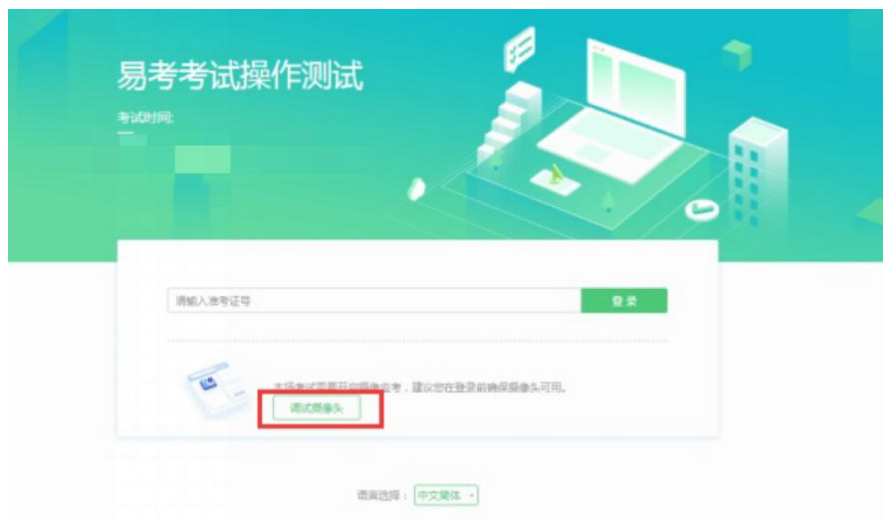 易考考试操作测试
考试时间:
请输入准考证号
登录
本场考试需要开启摄像监考，建议您在登录前确保摄像头可用。
调试摄像头
语言选择：
中文简体